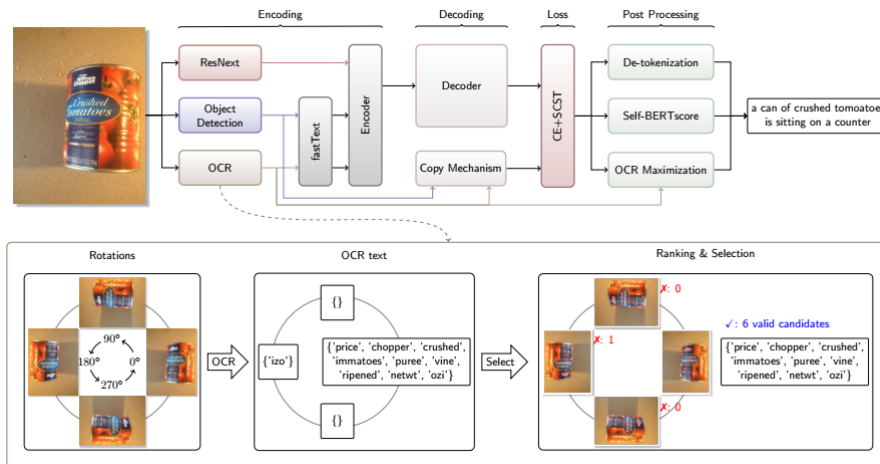 Encoding
Decoding
Loss
Post Processing
ResNext
Object
Detection
OCR
fastText
Encoder
Decoder
Copy Mechanism
CE+SCST
De-tokenization
Self-BERTscore
OCR Maximization
a can of crushed tomoatoe
is sitting on a counter
Crushed
Tomatoes
Rotations
OCR text
Ranking & Selection
90°
180°
0°
270°
OCR
{}
{'izo'}
{'price', 'chopper', 'crushed',
'immatoes', 'puree', 'vine',
'ripened', 'netwt', 'ozi'}
{}
Select
✗: 0
✗: 1
✗: 0
✓: 6 valid candidates
{'price', 'chopper', 'crushed',
'immatoes', 'puree', 'vine',
'ripened', 'netwt', 'ozi'}